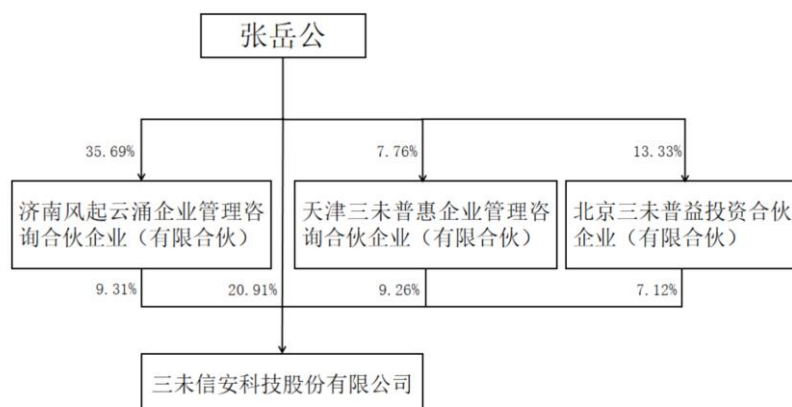 张岳公
35.69%
7.76%
13.33%
济南风起云涌企业管理咨
询合伙企业（有限合伙）
天津三未普惠企业管理咨
询合伙企业（有限合伙）
北京三未普益投资合伙
企业（有限合伙）
9.31%
20.91%
9.26%
7.12%
三未信安科技股份有限公司